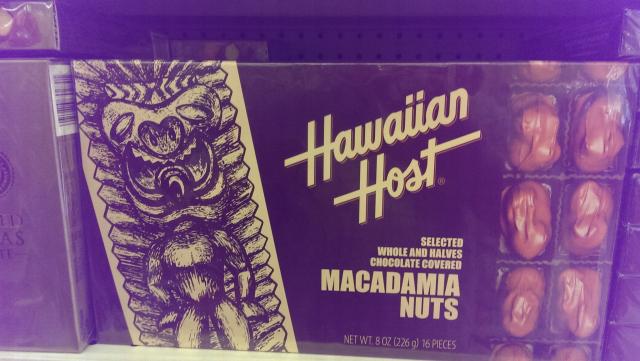 Hawaiian
Host®
SELECTED
WHOLE AND HALVES
CHOCOLATE COVERED
MACADAMIA
NUTS
NET WT. 8 OZ (226 g) 16 PIECES